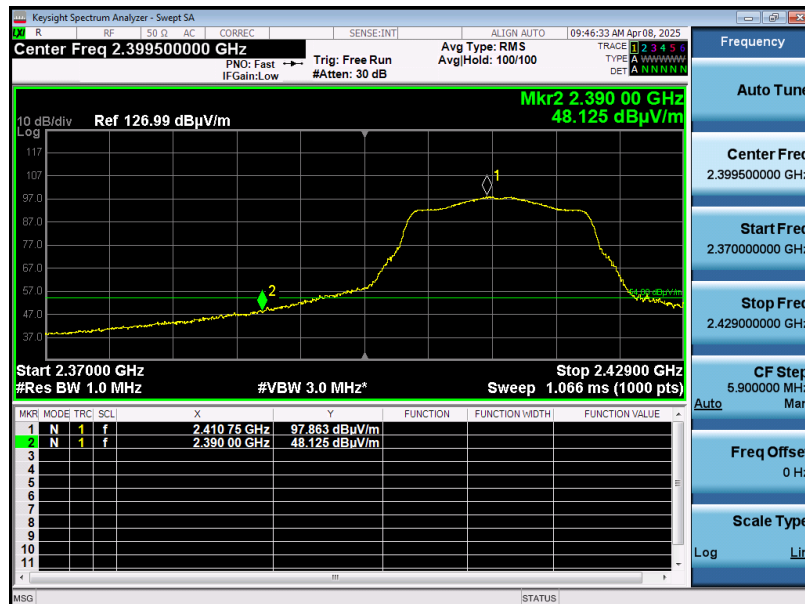 Keysight Spectrum Analyzer - Swept SA
R RF 50 Ω AC CORREC SENSE:INT ALIGN AUTO 09:46:33 AM Apr 08, 2025
Center Freq 2.399500000 GHz
PNO: Fast
IFGain:Low
Trig: Free Run
#Atten: 30 dB
Avg Type: RMS
Avg|Hold: 100/100
TRACE 1 2 3 4 5 6
TYPE A WWWWW
DET A N N N N N
Mkr2 2.390 00 GHz
48.125 dBµV/m
10 dB/div Ref 126.99 dBµV/m
Log
117
107
97.0
87.0
77.0
67.0
57.0
47.0
37.0
1
2
54.00 dBµV/m
Start 2.37000 GHz Stop 2.42900 GHz
#Res BW 1.0 MHz #VBW 3.0 MHz* Sweep 1.066 ms (1000 pts)
MKR MODE TRC SCL X Y FUNCTION FUNCTION WIDTH FUNCTION VALUE
1 N 1 f 2.410 75 GHz 97.863 dBµV/m
2 N 1 f 2.390 00 GHz 48.125 dBµV/m
3
4
5
6
7
8
9
10
11
MSG STATUS
Frequency
Auto Tune
Center Freq
2.399500000 GHz
Start Freq
2.370000000 GHz
Stop Freq
2.429000000 GHz
CF Step
5.900000 MHz
Auto Man
Freq Offset
0 Hz
Scale Type
Log Lin